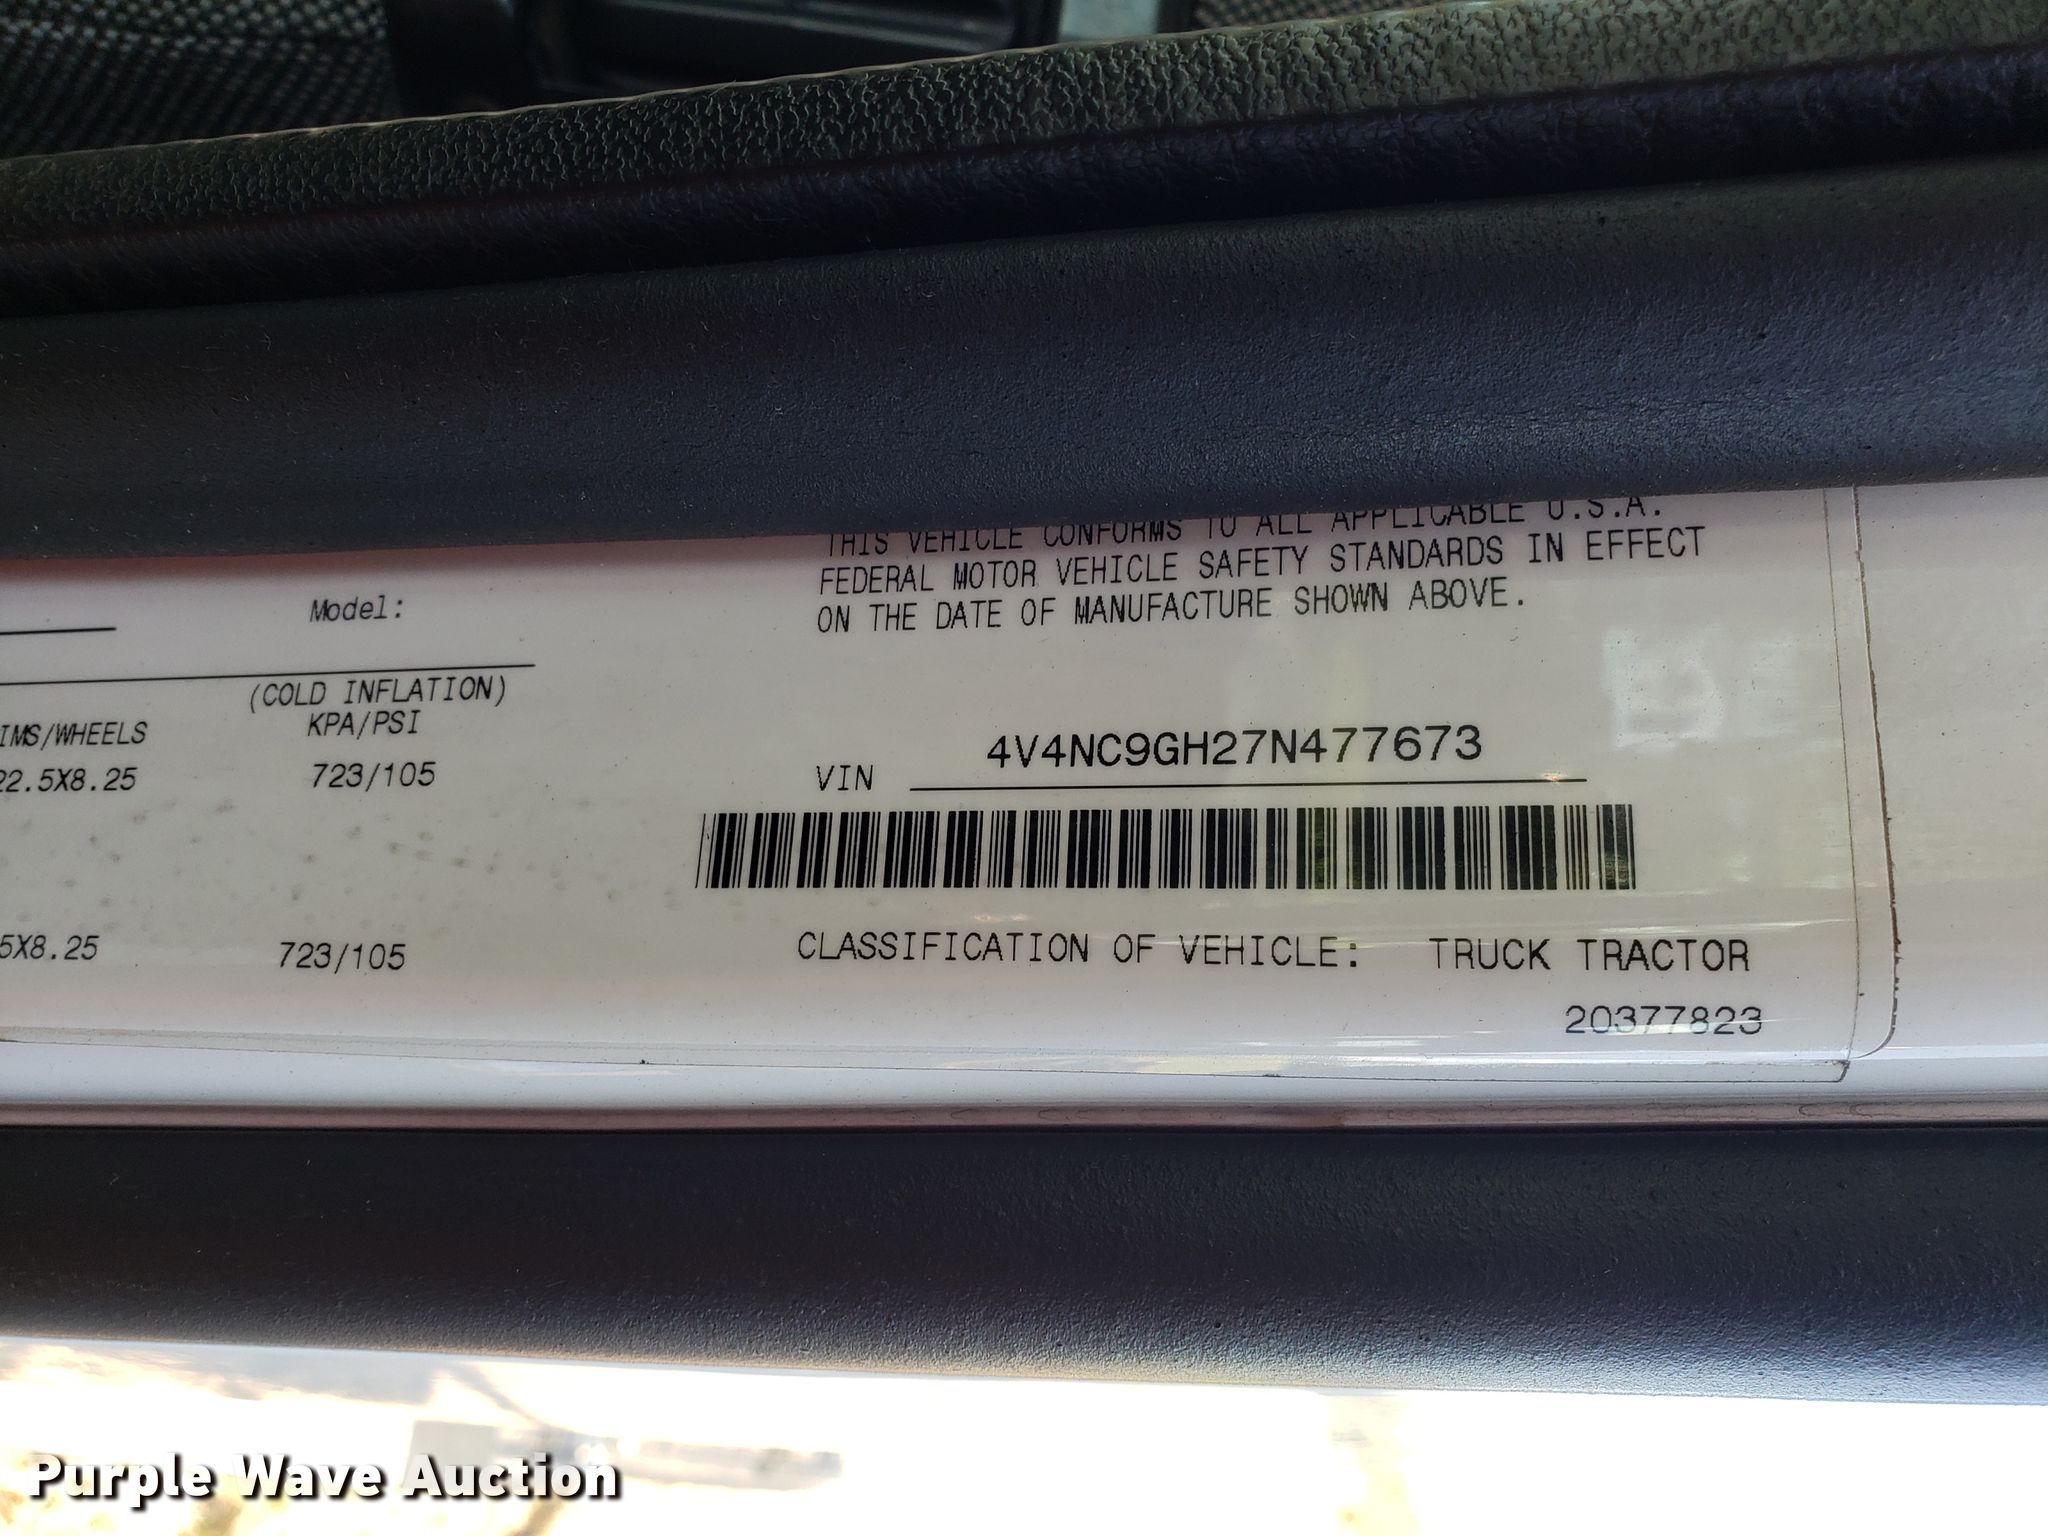 THIS VEHICLE CONFORMS TO ALL APPLICABLE U.S.A.
FEDERAL MOTOR VEHICLE SAFETY STANDARDS IN EFFECT
ON THE DATE OF MANUFACTURE SHOWN ABOVE.
Model:
(COLD INFLATION)
IMS/WHEELS KPA/PSI
22.5X8.25 723/105
5X8.25 723/105
VIN 4V4NC9GH27N477673
CLASSIFICATION OF VEHICLE: TRUCK TRACTOR
20377823
Purple Wave Auction